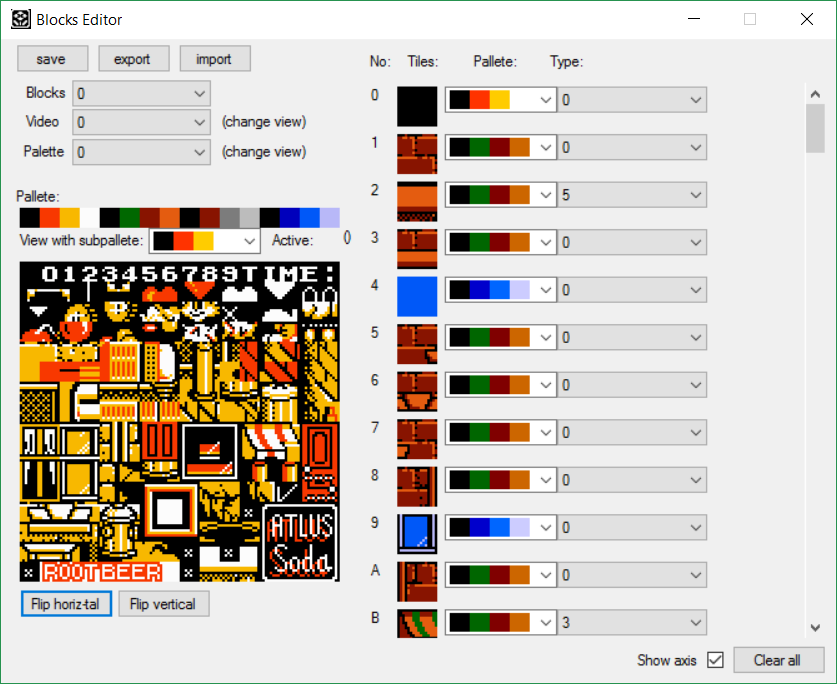 Blocks Editor
save export import
No: Tiles: Pallete: Type:
Blocks 0
Video 0 (change view)
Palette 0 (change view)
Pallete:
View with subpallete: Active: 0
0123456789TIME:
ATLUS
Soda
ROOTBEER
Flip horiz-tal Flip vertical
0 0
1 0
2 5
3 0
4 0
5 0
6 0
7 0
8 0
9 0
A 0
B 3
Show axis Clear all